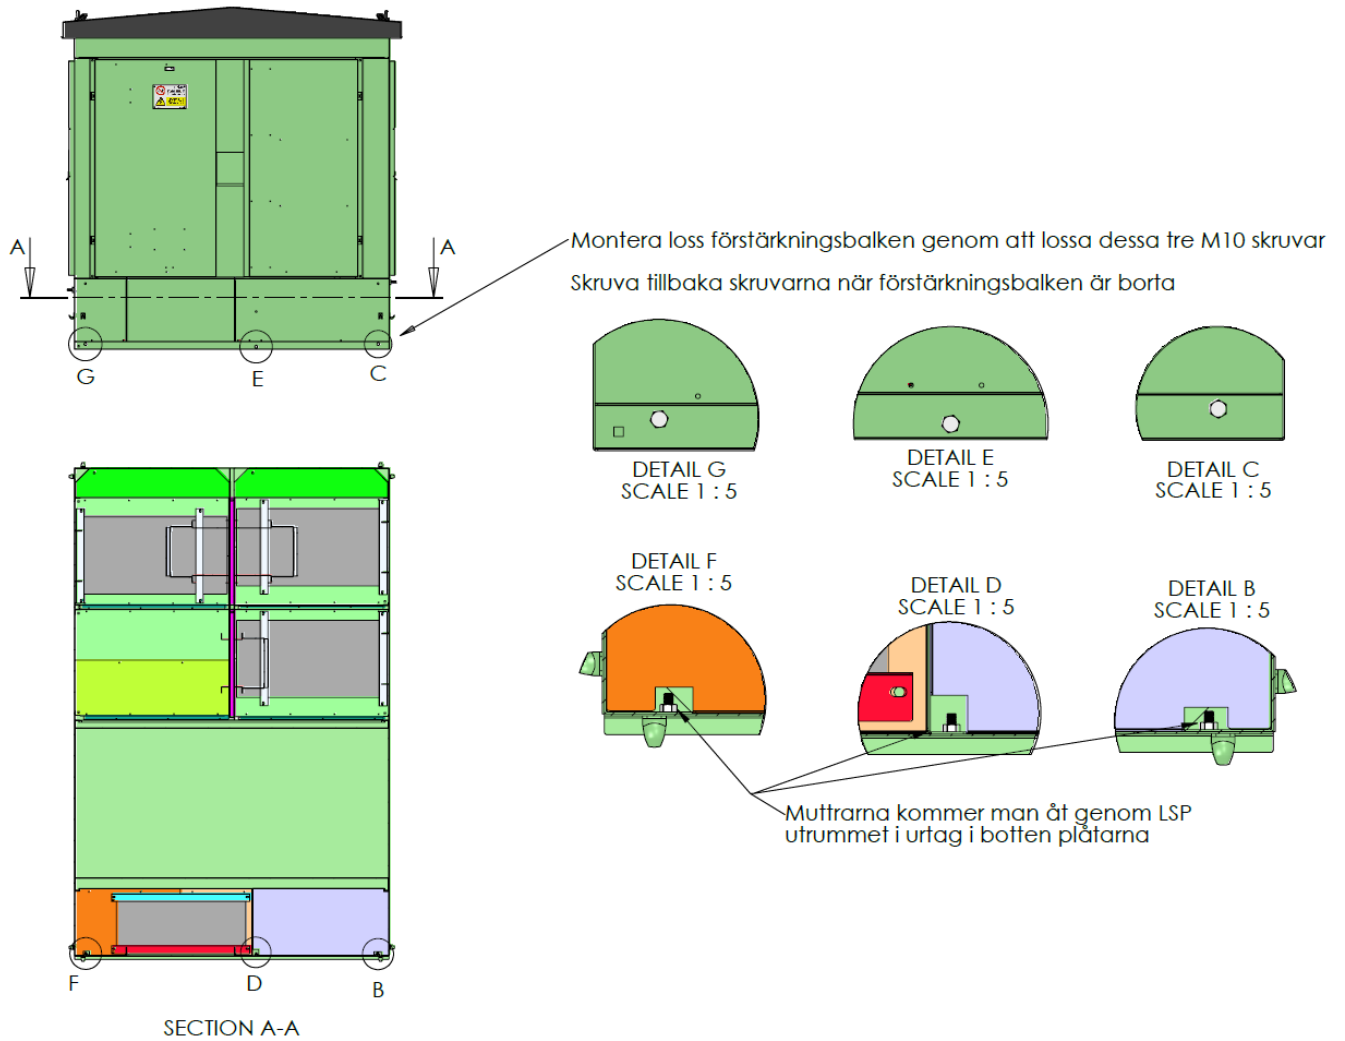 A
A
Montera loss förstärkningsbalken genom att lossa dessa tre M10 skruvar
Skruva tillbaka skruvarna när förstärkningsbalken är borta
G
E
C
DETAIL G
SCALE 1 : 5
DETAIL E
SCALE 1 : 5
DETAIL C
SCALE 1 : 5
DETAIL F
SCALE 1 : 5
DETAIL D
SCALE 1 : 5
DETAIL B
SCALE 1 : 5
Muttrarna kommer man åt genom LSP
utrummet i urtag i botten plåtarna
F
D
B
SECTION A-A